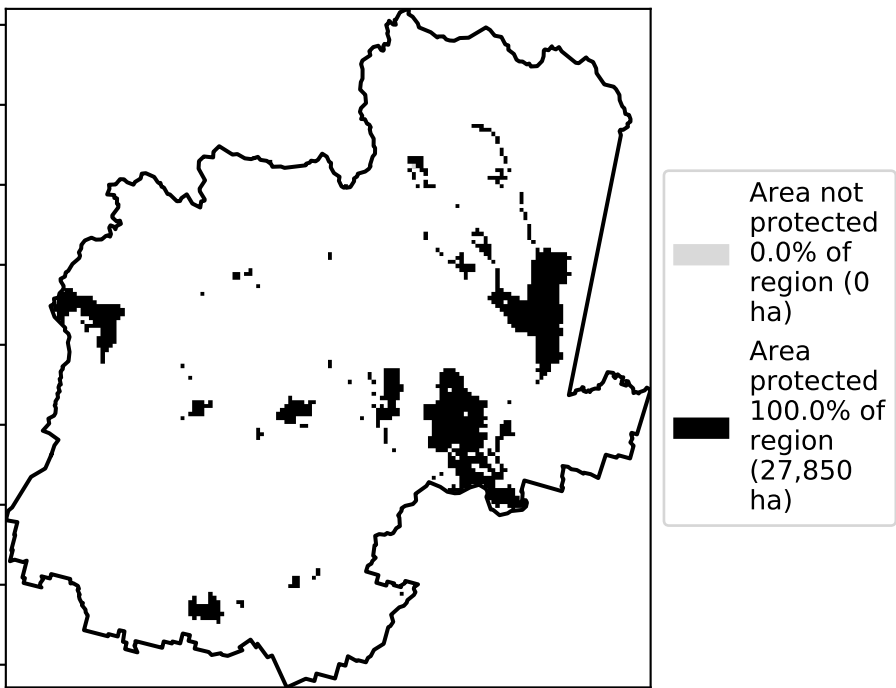 Area not
protected
0.0% of
region (0
ha)
Area
protected
100.0% of
region
(27,850
ha)